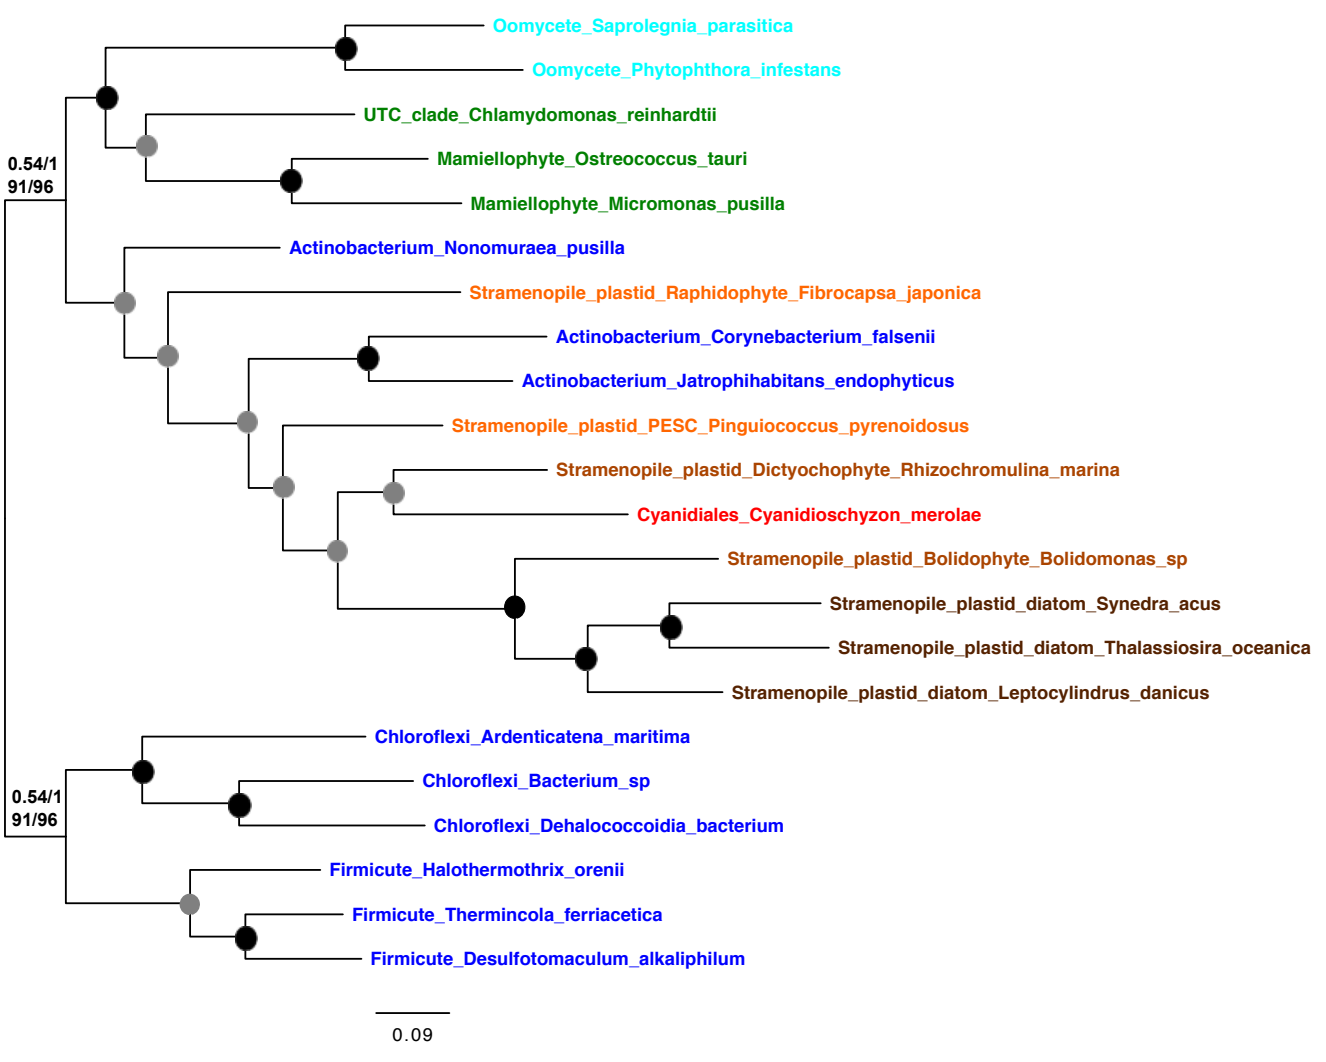 Oomycete_Saprolegnia_parasitica
Oomycete_Phytophthora_infestans
UTC_clade_Chlamydomonas_reinhardtii
Mamiellophyte_Ostreococcus_tauri
0.54/1
91/96
Mamiellophyte_Micromonas_pusilla
Actinobacterium_Nonomuraea_pusilla
Stramenopile_plastid_Raphidophyte_Fibrocapsa_japonica
Actinobacterium_Corynebacterium_falsenii
Actinobacterium_Jatrophihabitans_endophyticus
Stramenopile_plastid_PESC_Pinguiococcus_pyrenoidosus
Stramenopile_plastid_Dictyochophyte_Rhizochromulina_marina
Cyanidiales_Cyanidioschyzon_merolae
Stramenopile_plastid_Bolidophyte_Bolidomonas_sp
Stramenopile_plastid_diatom_Synedra_acus
Stramenopile_plastid_diatom_Thalassiosira_oceanica
Stramenopile_plastid_diatom_Leptocylindrus_danicus
Chloroflexi_Ardenticatena_maritima
Chloroflexi_Bacterium_sp
0.54/1
91/96
Chloroflexi_Dehalococcoidia_bacterium
Firmicute_Halothermothrix_orenii
Firmicute_Thermincola_ferriacetica
Firmicute_Desulfotomaculum_alkaliphilum
0.09